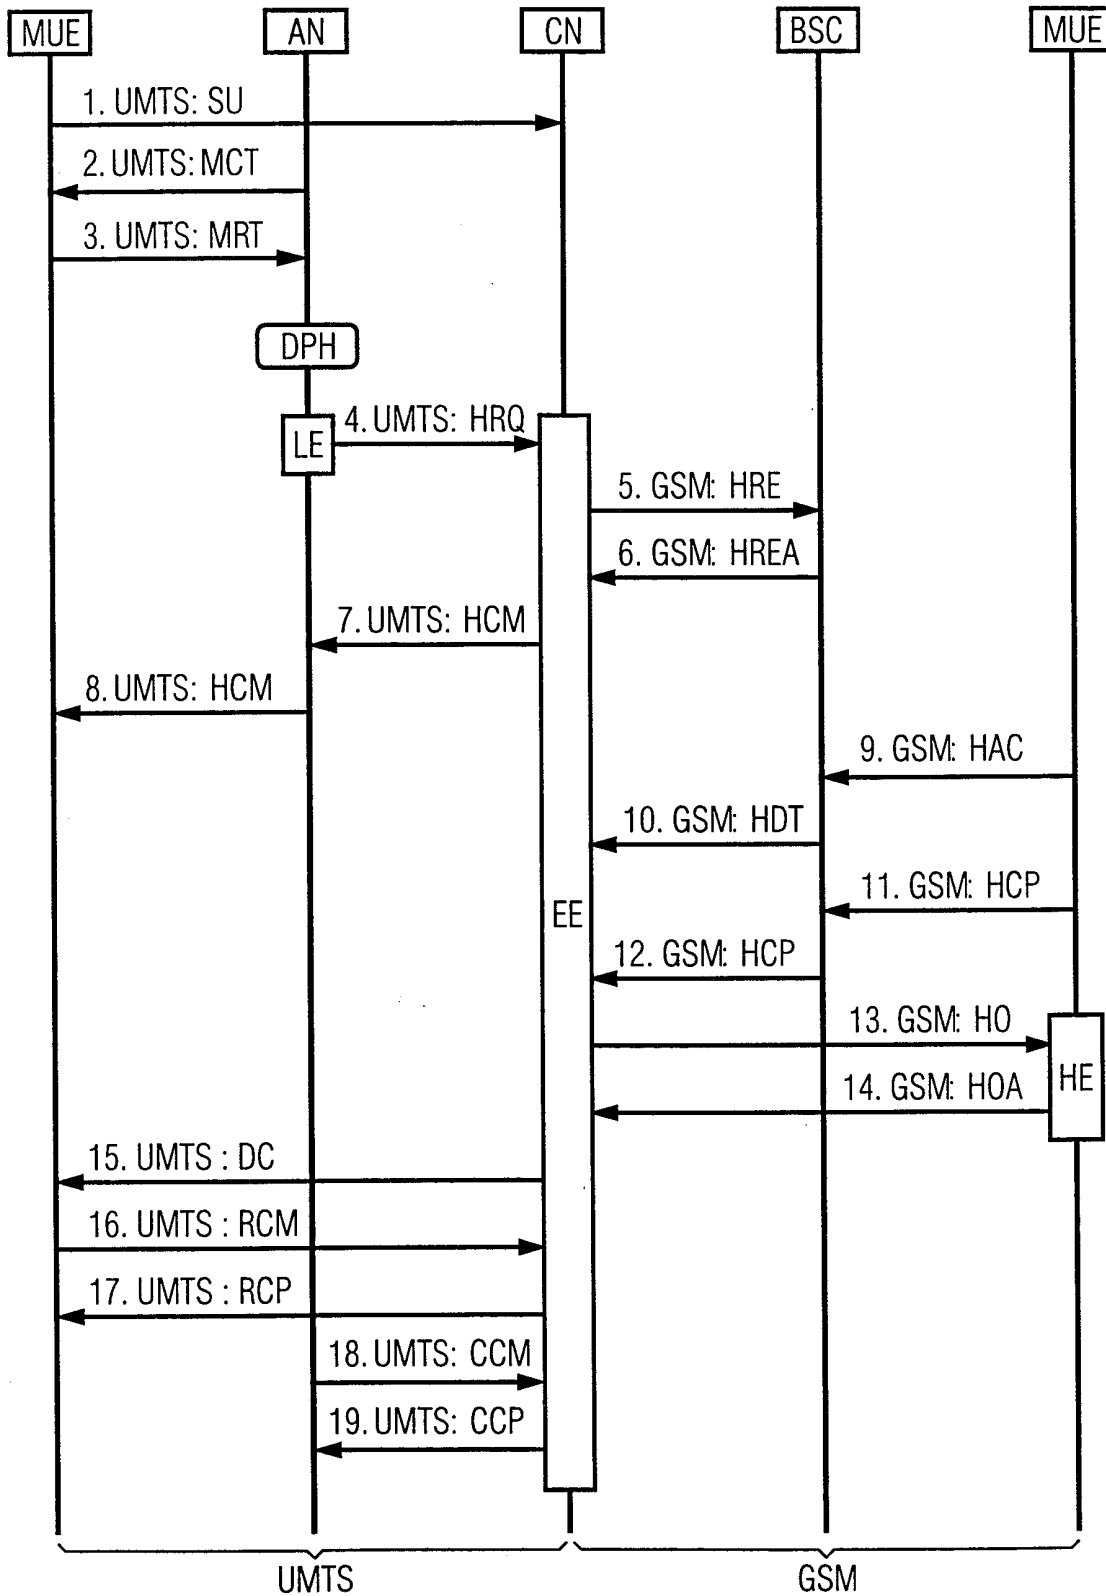 MUE AN CN BSC MUE
1. UMTS: SU
2. UMTS: MCT
3. UMTS: MRT
DPH
LE
4. UMTS: HRQ
5. GSM: HRE
6. GSM: HREA
7. UMTS: HCM
8. UMTS: HCM
9. GSM: HAC
10. GSM: HDT
11. GSM: HCP
EE
12. GSM: HCP
13. GSM: HO
HE
14. GSM: HOA
15. UMTS : DC
16. UMTS : RCM
17. UMTS : RCP
18. UMTS: CCM
19. UMTS: CCP
UMTS GSM